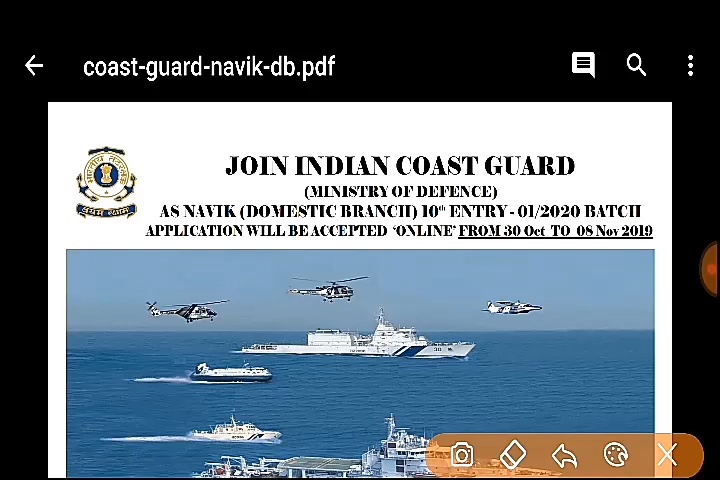 coast-guard-navik-db.pdf
JOIN INDIAN COAST GUARD
(MINISTRY OF DEFENCE)
AS NAVIK (DOMESTIC BRANCH) 10th ENTRY - 01/2020 BATCH
APPLICATION WILL BE ACCEPTED ‘ONLINE’ FROM 30 Oct TO 08 Nov 2019